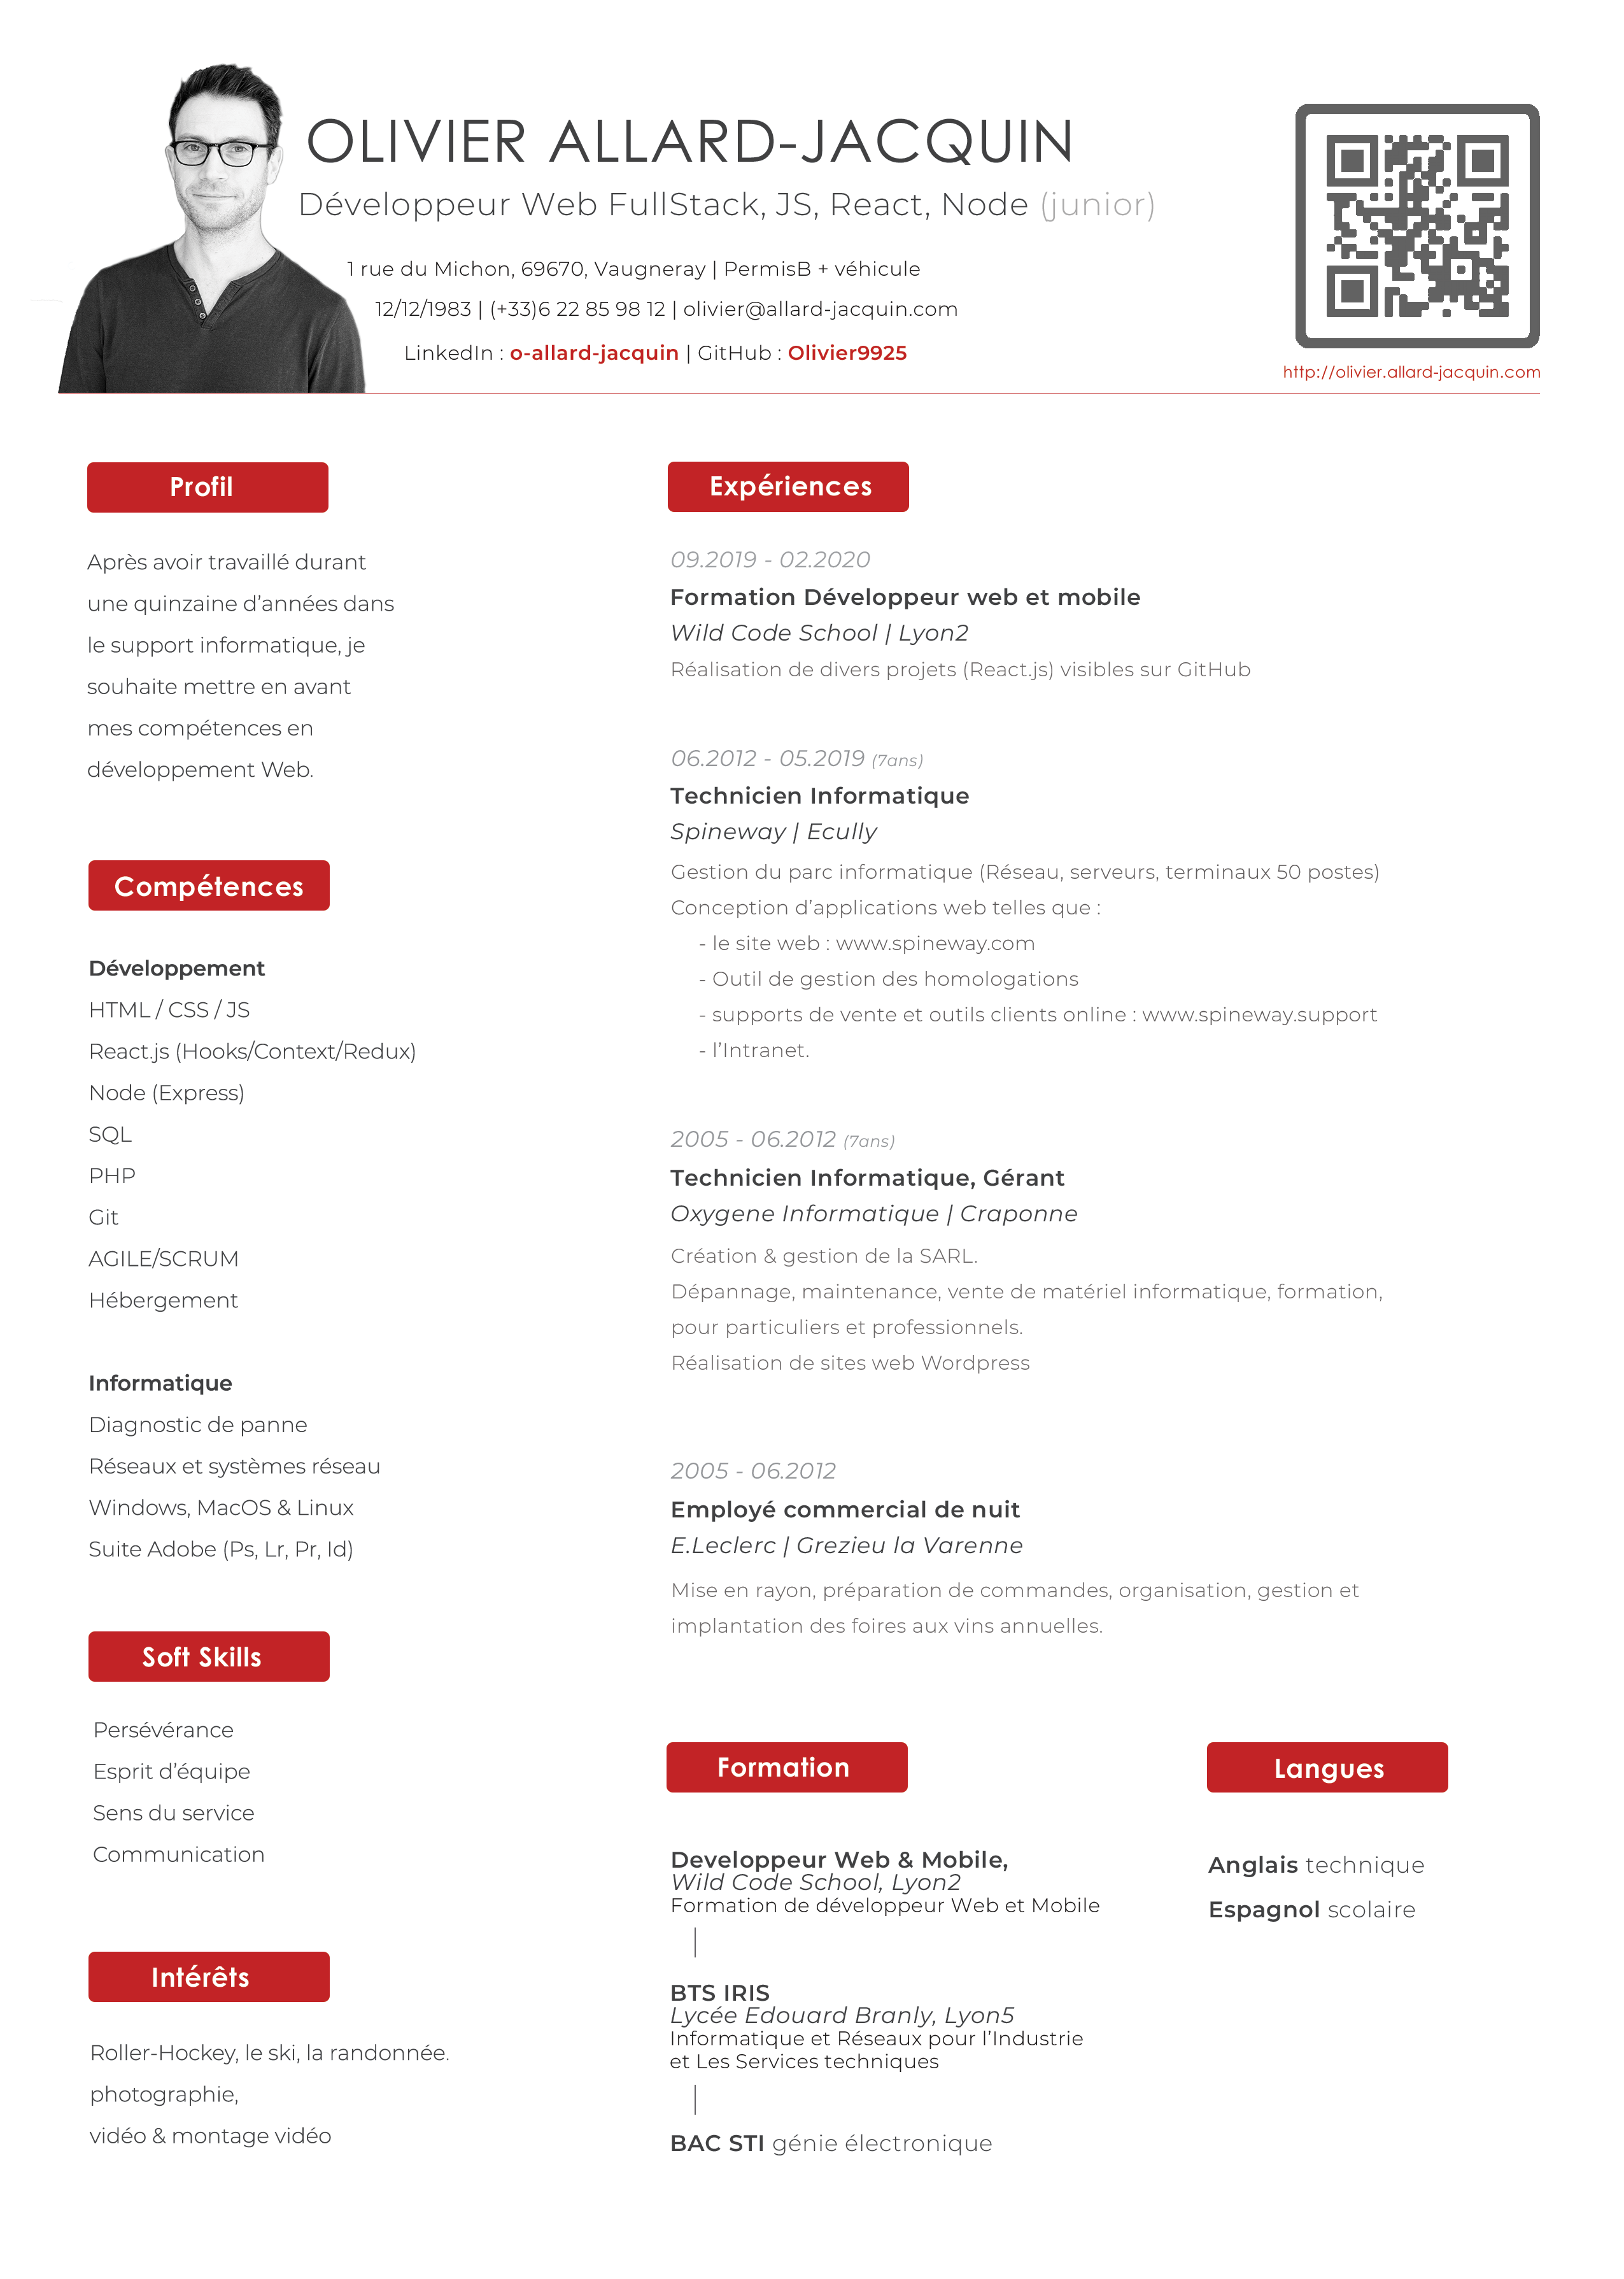 OLIVIER ALLARD-JACQUIN
Développeur Web FullStack, JS, React, Node (junior)
1 rue du Michon, 69670, Vaugneray | PermisB + véhicule
12/12/1983 | (+33)6 22 85 98 12 | olivier@allard-jacquin.com
LinkedIn : o-allard-jacquin | GitHub : Olivier9925
http://olivier.allard-jacquin.com
Profil
Après avoir travaillé durant
une quinzaine d’années dans
le support informatique, je
souhaite mettre en avant
mes compétences en
développement Web.
Compétences
Développement
HTML / CSS / JS
React.js (Hooks/Context/Redux)
Node (Express)
SQL
PHP
Git
AGILE/SCRUM
Hébergement
Informatique
Diagnostic de panne
Réseaux et systèmes réseau
Windows, MacOS & Linux
Suite Adobe (Ps, Lr, Pr, Id)
Soft Skills
Persévérance
Esprit d’équipe
Sens du service
Communication
Intérêts
Roller-Hockey, le ski, la randonnée.
photographie,
vidéo & montage vidéo
Expériences
09.2019 - 02.2020
Formation Développeur web et mobile
Wild Code School | Lyon2
Réalisation de divers projets (React.js) visibles sur GitHub
06.2012 - 05.2019 (7ans)
Technicien Informatique
Spineway | Ecully
Gestion du parc informatique (Réseau, serveurs, terminaux 50 postes)
Conception d’applications web telles que :
- le site web : www.spineway.com
- Outil de gestion des homologations
- supports de vente et outils clients online : www.spineway.support
- l’Intranet.
2005 - 06.2012 (7ans)
Technicien Informatique, Gérant
Oxygene Informatique | Craponne
Création & gestion de la SARL.
Dépannage, maintenance, vente de matériel informatique, formation,
pour particuliers et professionnels.
Réalisation de sites web Wordpress
2005 - 06.2012
Employé commercial de nuit
E.Leclerc | Grezieu la Varenne
Mise en rayon, préparation de commandes, organisation, gestion et
implantation des foires aux vins annuelles.
Formation
Developpeur Web & Mobile,
Wild Code School, Lyon2
Formation de développeur Web et Mobile
BTS IRIS
Lycée Edouard Branly, Lyon5
Informatique et Réseaux pour l’Industrie
et Les Services techniques
BAC STI génie électronique
Langues
Anglais technique
Espagnol scolaire